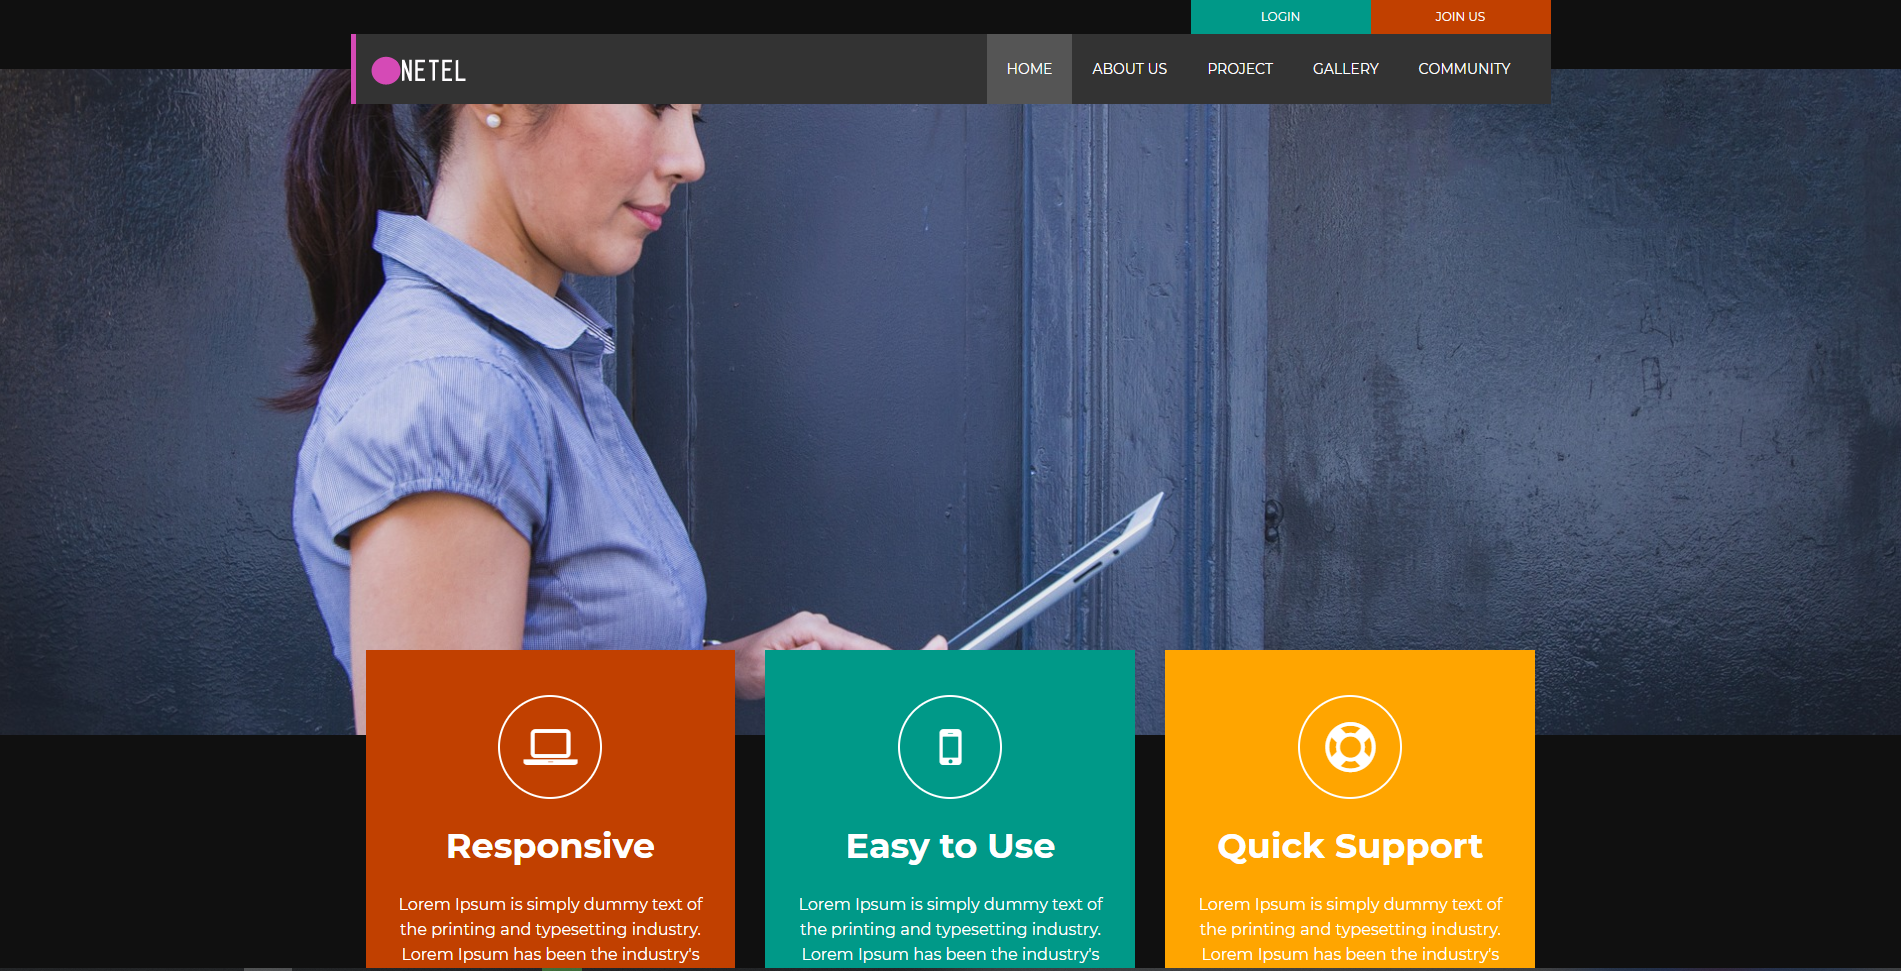 LOGIN
JOIN US
NETEL
HOME
ABOUT US
PROJECT
GALLERY
COMMUNITY
Responsive
Lorem Ipsum is simply dummy text of
the printing and typesetting industry.
Lorem Ipsum has been the industry's
Easy to Use
Lorem Ipsum is simply dummy text of
the printing and typesetting industry.
Lorem Ipsum has been the industry's
Quick Support
Lorem Ipsum is simply dummy text of
the printing and typesetting industry.
Lorem Ipsum has been the industry's